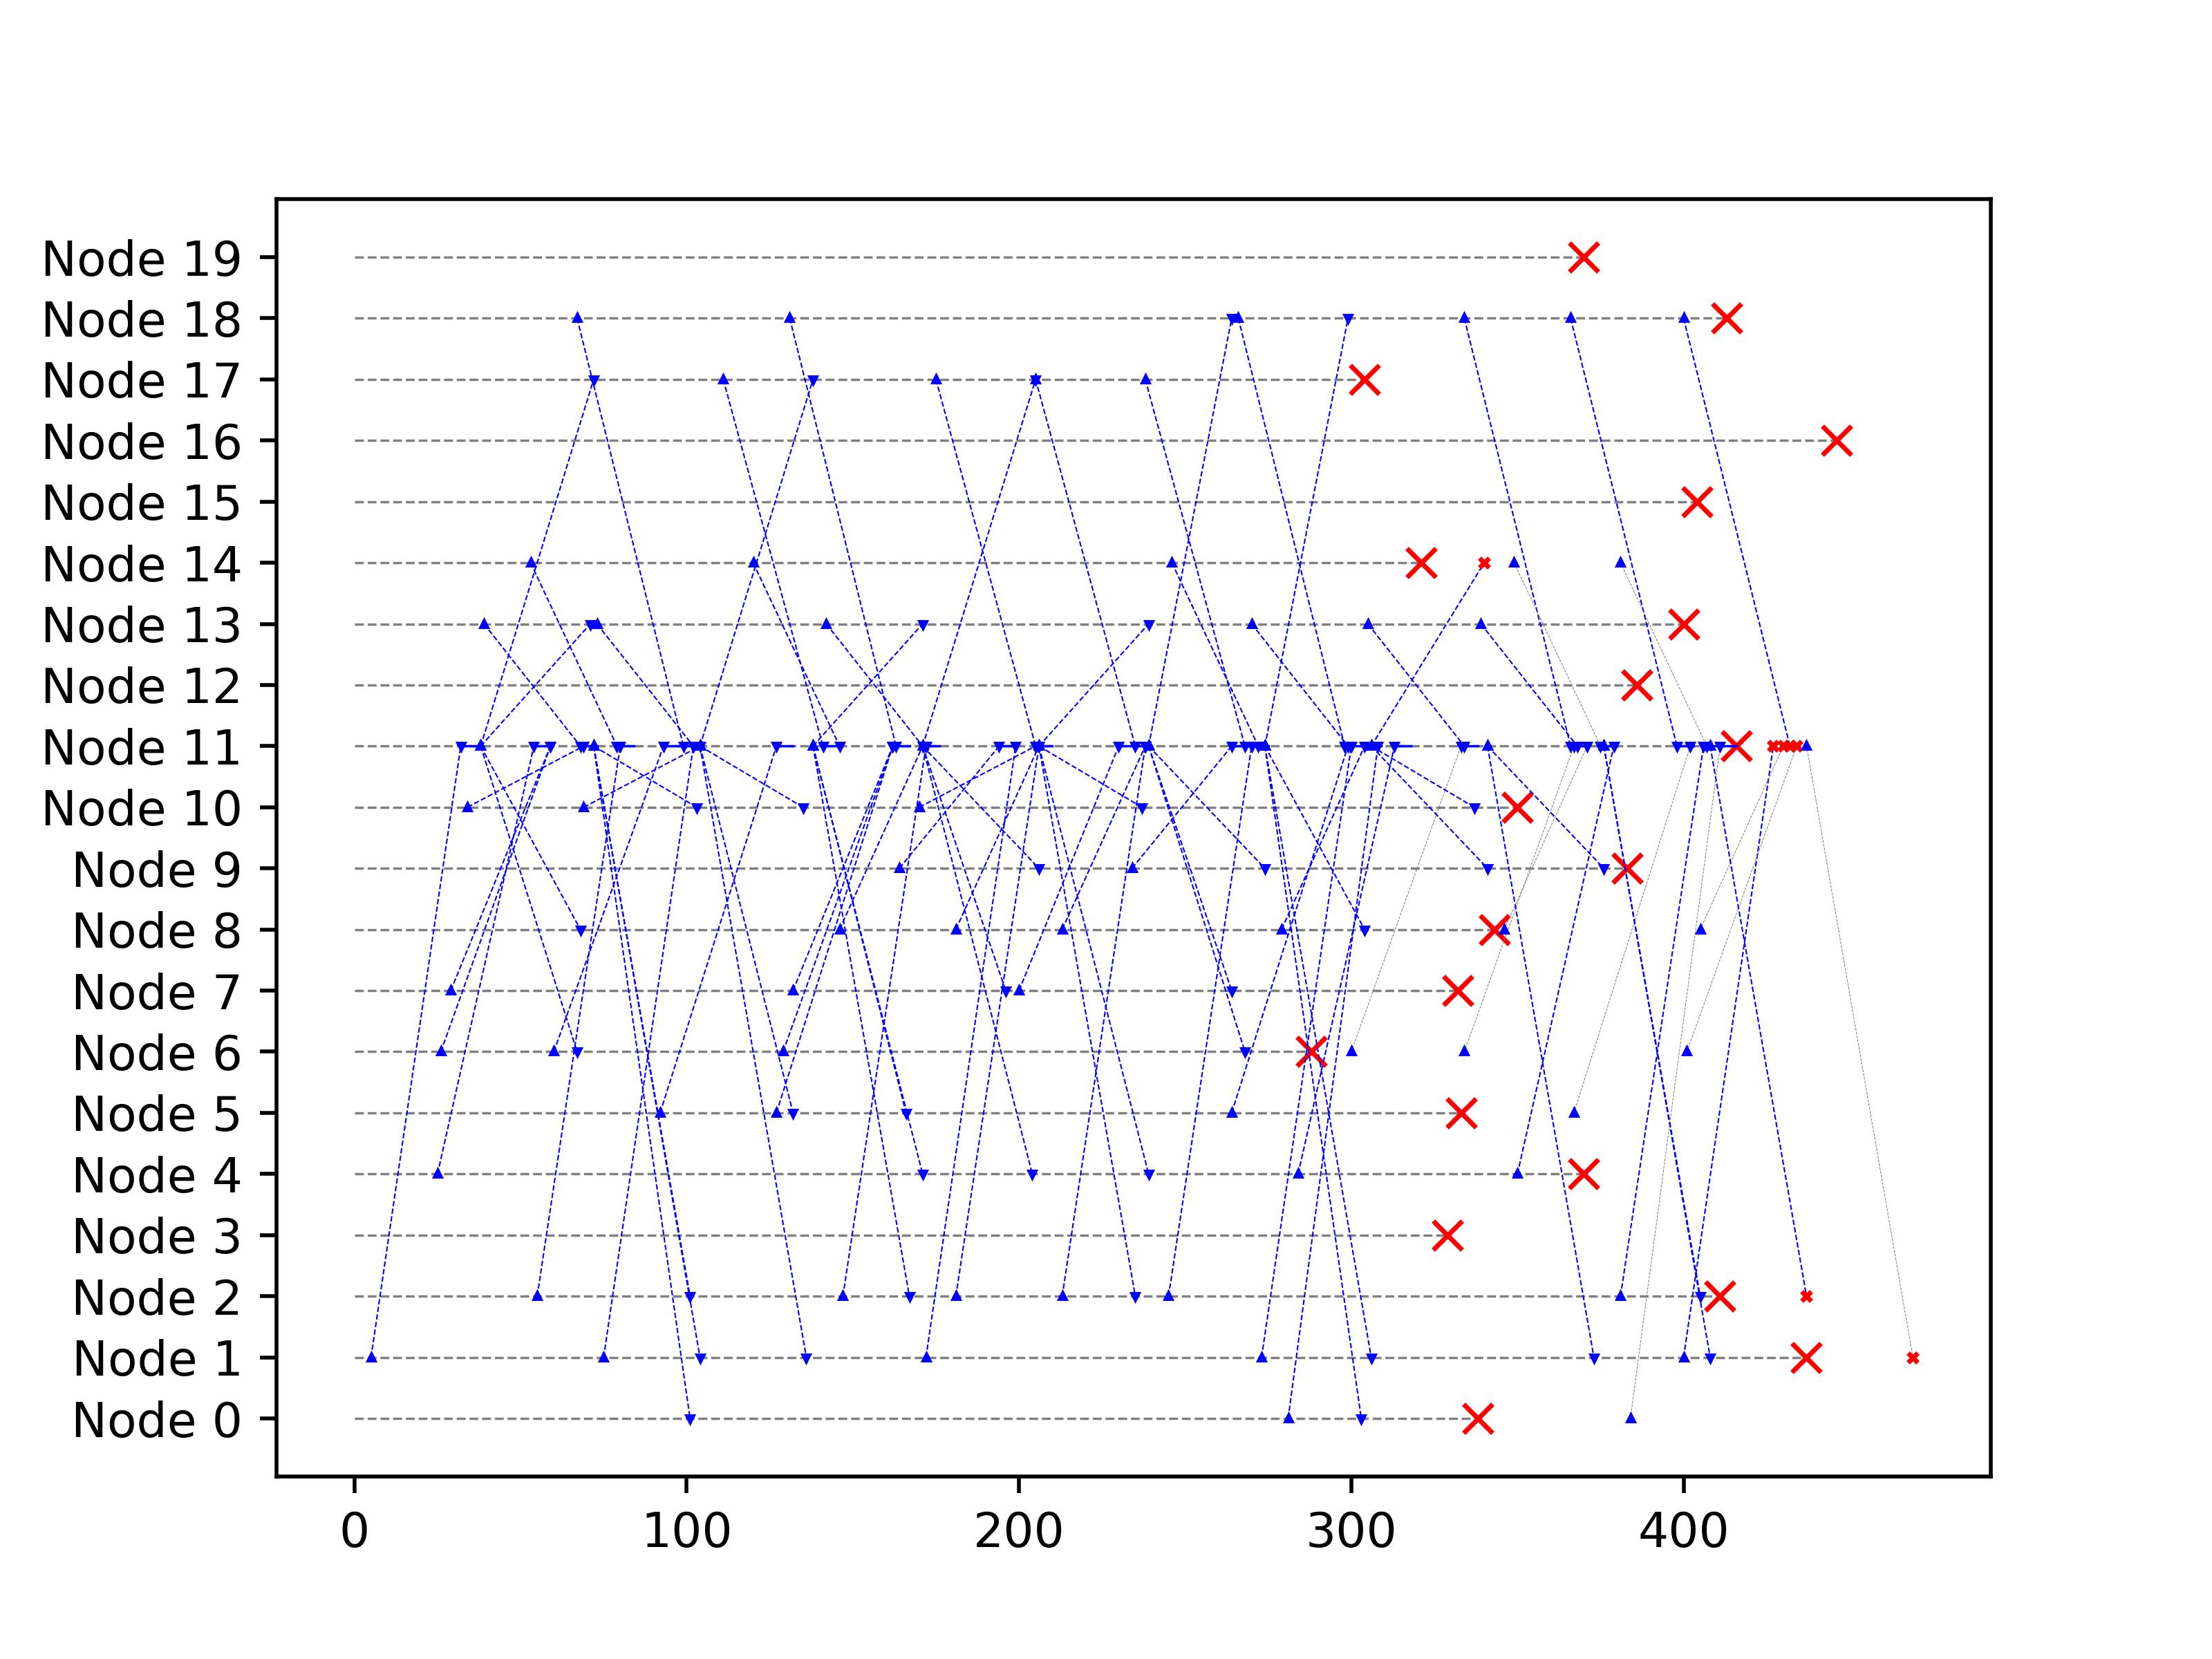 Node 19
Node 18
Node 17
Node 16
Node 15
Node 14
Node 13
Node 12
Node 11
Node 10
Node 9
Node 8
Node 7
Node 6
Node 5
Node 4
Node 3
Node 2
Node 1
Node 0
0 100 200 300 400